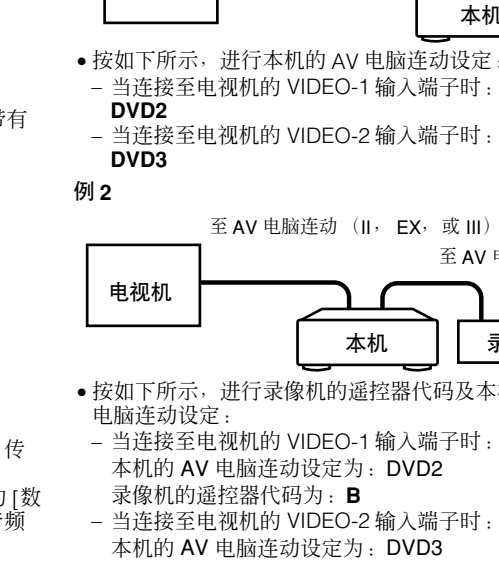 本机
• 按如下所示，进行本机的 AV 电脑连动设定：
– 当连接至电视机的 VIDEO-1 输入端子时：
DVD2
– 当连接至电视机的 VIDEO-2 输入端子时：
DVD3
有
例 2
至 AV 电脑连动 （II， EX，或 III）
至 AV
电视机
本机
• 按如下所示，进行录像机的遥控器代码及本
电脑连动设定：
– 当连接至电视机的 VIDEO-1 输入端子时：
本机的 AV 电脑连动设定为：DVD2
录像机的遥控器代码为：B
– 当连接至电视机的 VIDEO-2 输入端子时：
本机的 AV 电脑连动设定为：DVD3
传
[数
频